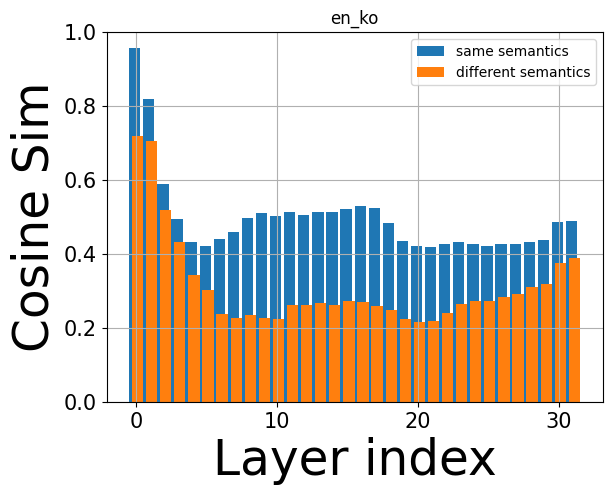 en_ko
same semantics
different semantics
1.0
0.8
0.6
0.4
0.2
0.0
Cosine Sim
0 10 20 30
Layer index